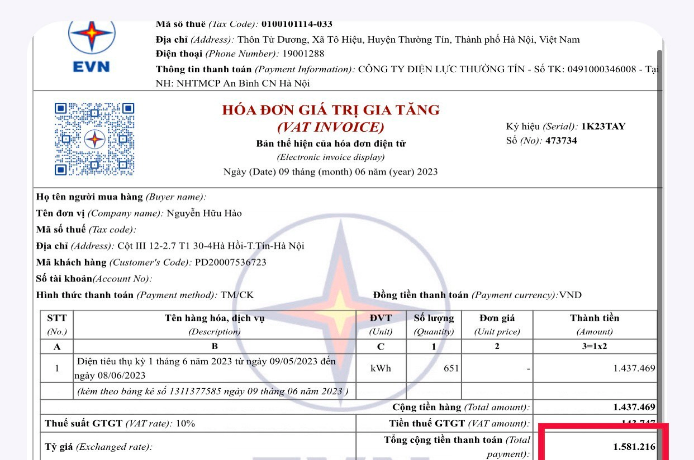 Mã số thuế (Tax Code): 0100101114-033
Địa chỉ (Address): Thôn Từ Dương, Xã Tô Hiệu, Huyện Thường Tín, Thành phố Hà Nội, Việt Nam
Điện thoại (Phone Number): 19001288
Thông tin thanh toán (Payment Information): CÔNG TY ĐIỆN LỰC THƯỜNG TÍN - Số TK: 0491000346008 - Tại
NH: NHTMCP An Bình CN Hà Nội
EVN
HÓA ĐƠN GIÁ TRỊ GIA TĂNG
(VAT INVOICE)
Bản thể hiện của hóa đơn điện tử
(Electronic invoice display)
Ngày (Date) 09 tháng (month) 06 năm (year) 2023
Ký hiệu (Serial): 1K23TAY
Số (No): 473734
Họ tên người mua hàng (Buyer name):
Tên đơn vị (Company name): Nguyễn Hữu Hảo
Mã số thuế (Tax code):
Địa chỉ (Address): Cột III 12-2.7 T1 30-4Hà Hồi-T.Tín-Hà Nội
Mã khách hàng (Customer's Code): PD20007536723
Số tài khoản(Account No):
Hình thức thanh toán (Payment method): TM/CK Đồng tiền thanh toán (Payment currency):VND
STT Tên hàng hóa, dịch vụ ĐVT Số lượng Đơn giá Thành tiền
(No.) (Description) (Unit) (Quantity) (Unit price) (Amount)
A B C 1 2 3=1x2
1 Điện tiêu thụ kỳ 1 tháng 6 năm 2023 từ ngày 09/05/2023 đến kWh 651 - 1.437.469
ngày 08/06/2023
(kèm theo bảng kê số 1311377585 ngày 09 tháng 06 năm 2023 )
Cộng tiền hàng (Total amount): 1.437.469
Thuế suất GTGT (VAT rate): 10% Tiền thuế GTGT (VAT amount): 143.747
Tỷ giá (Exchanged rate): Tổng cộng tiền thanh toán (Total 1.581.216
payment):